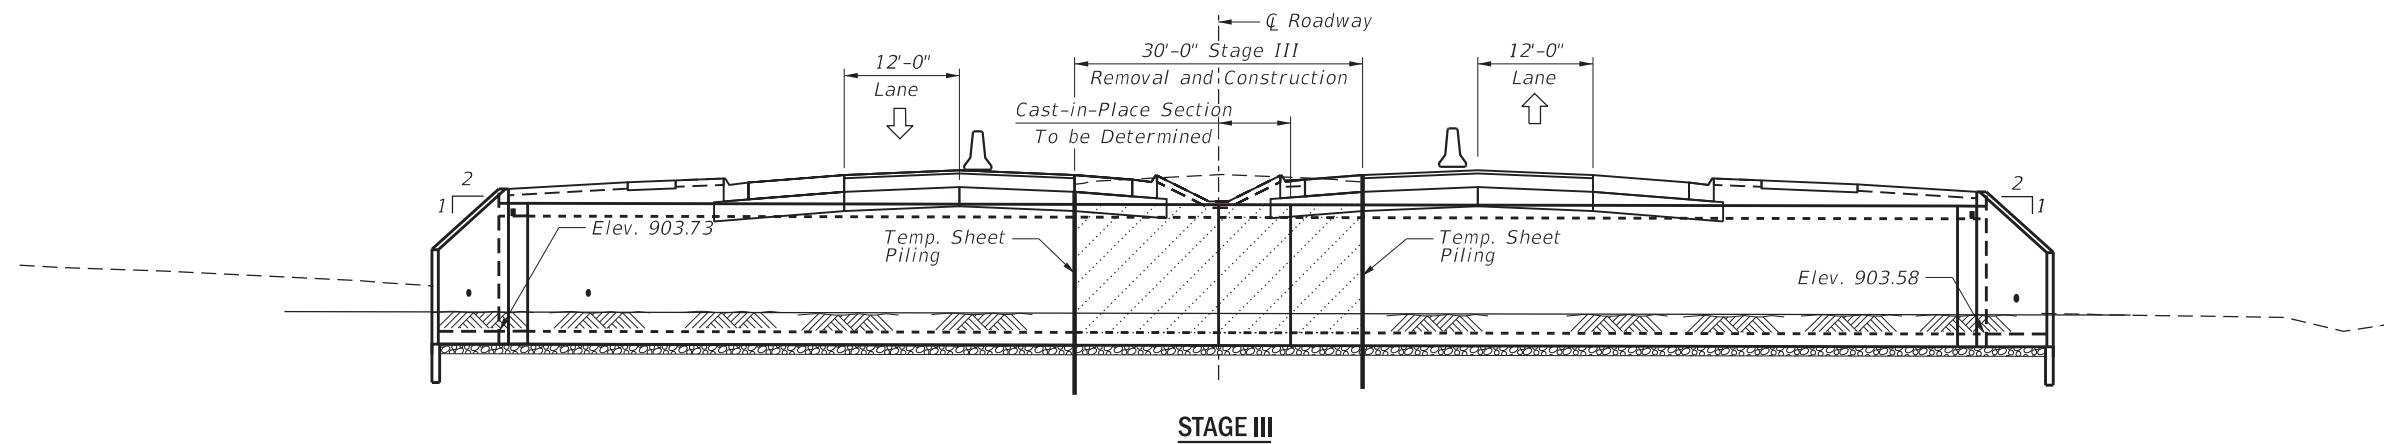 ℄ Roadway
30'-0" Stage III
Removal and Construction
12'-0"
Lane
12'-0"
Lane
Cast-in-Place Section
To be Determined
2
1
2
1
Elev. 903.73
Temp. Sheet
Piling
Temp. Sheet
Piling
Elev. 903.58
STAGE III